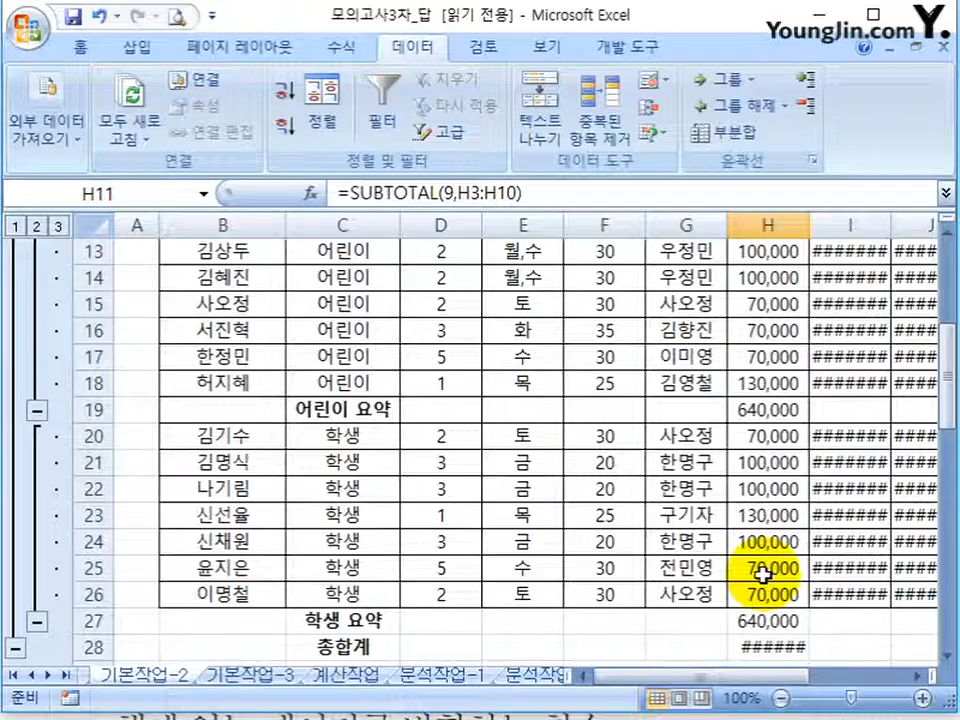 모의고사3차_답 [읽기 전용] - Microsoft Excel
YoungJin.com Y.
홈 삽입 페이지 레이아웃 수식 데이터 검토 보기 개발 도구
외부 데이터 가져오기
모두 새로 고침
연결
속성
연결 편집
연결
정렬
필터
지우기
다시 적용
고급
정렬 및 필터
텍스트 나누기
중복된 항목 제거
데이터 도구
그룹
그룹 해제
부분합
윤곽선
H11 fx =SUBTOTAL(9,H3:H10)
1 2 3 A B C D E F G H I J
13 김상두 어린이 2 월,수 30 우정민 100,000 ####### ####
14 김혜진 어린이 2 월,수 30 우정민 100,000 ####### ####
15 사오정 어린이 2 토 30 사오정 70,000 ####### ####
16 서진혁 어린이 3 화 35 김향진 70,000 ####### ####
17 한정민 어린이 5 수 30 이미영 70,000 ####### ####
18 허지혜 어린이 1 목 25 김영철 130,000 ####### ####
19 어린이 요약 640,000
20 김기수 학생 2 토 30 사오정 70,000 ####### ####
21 김명식 학생 3 금 20 한명구 100,000 ####### ####
22 나기림 학생 3 금 20 한명구 100,000 ####### ####
23 신선율 학생 1 목 25 구기자 130,000 ####### ####
24 신채원 학생 3 금 20 한명구 100,000 ####### ####
25 윤지은 학생 5 수 30 전민영 70,000 ####### ####
26 이명철 학생 2 토 30 사오정 70,000 ####### ####
27 학생 요약 640,000
28 총합계 ######
기본작업-2 기본작업-3 계산작업 분석작업-1 분석작업
준비 100%